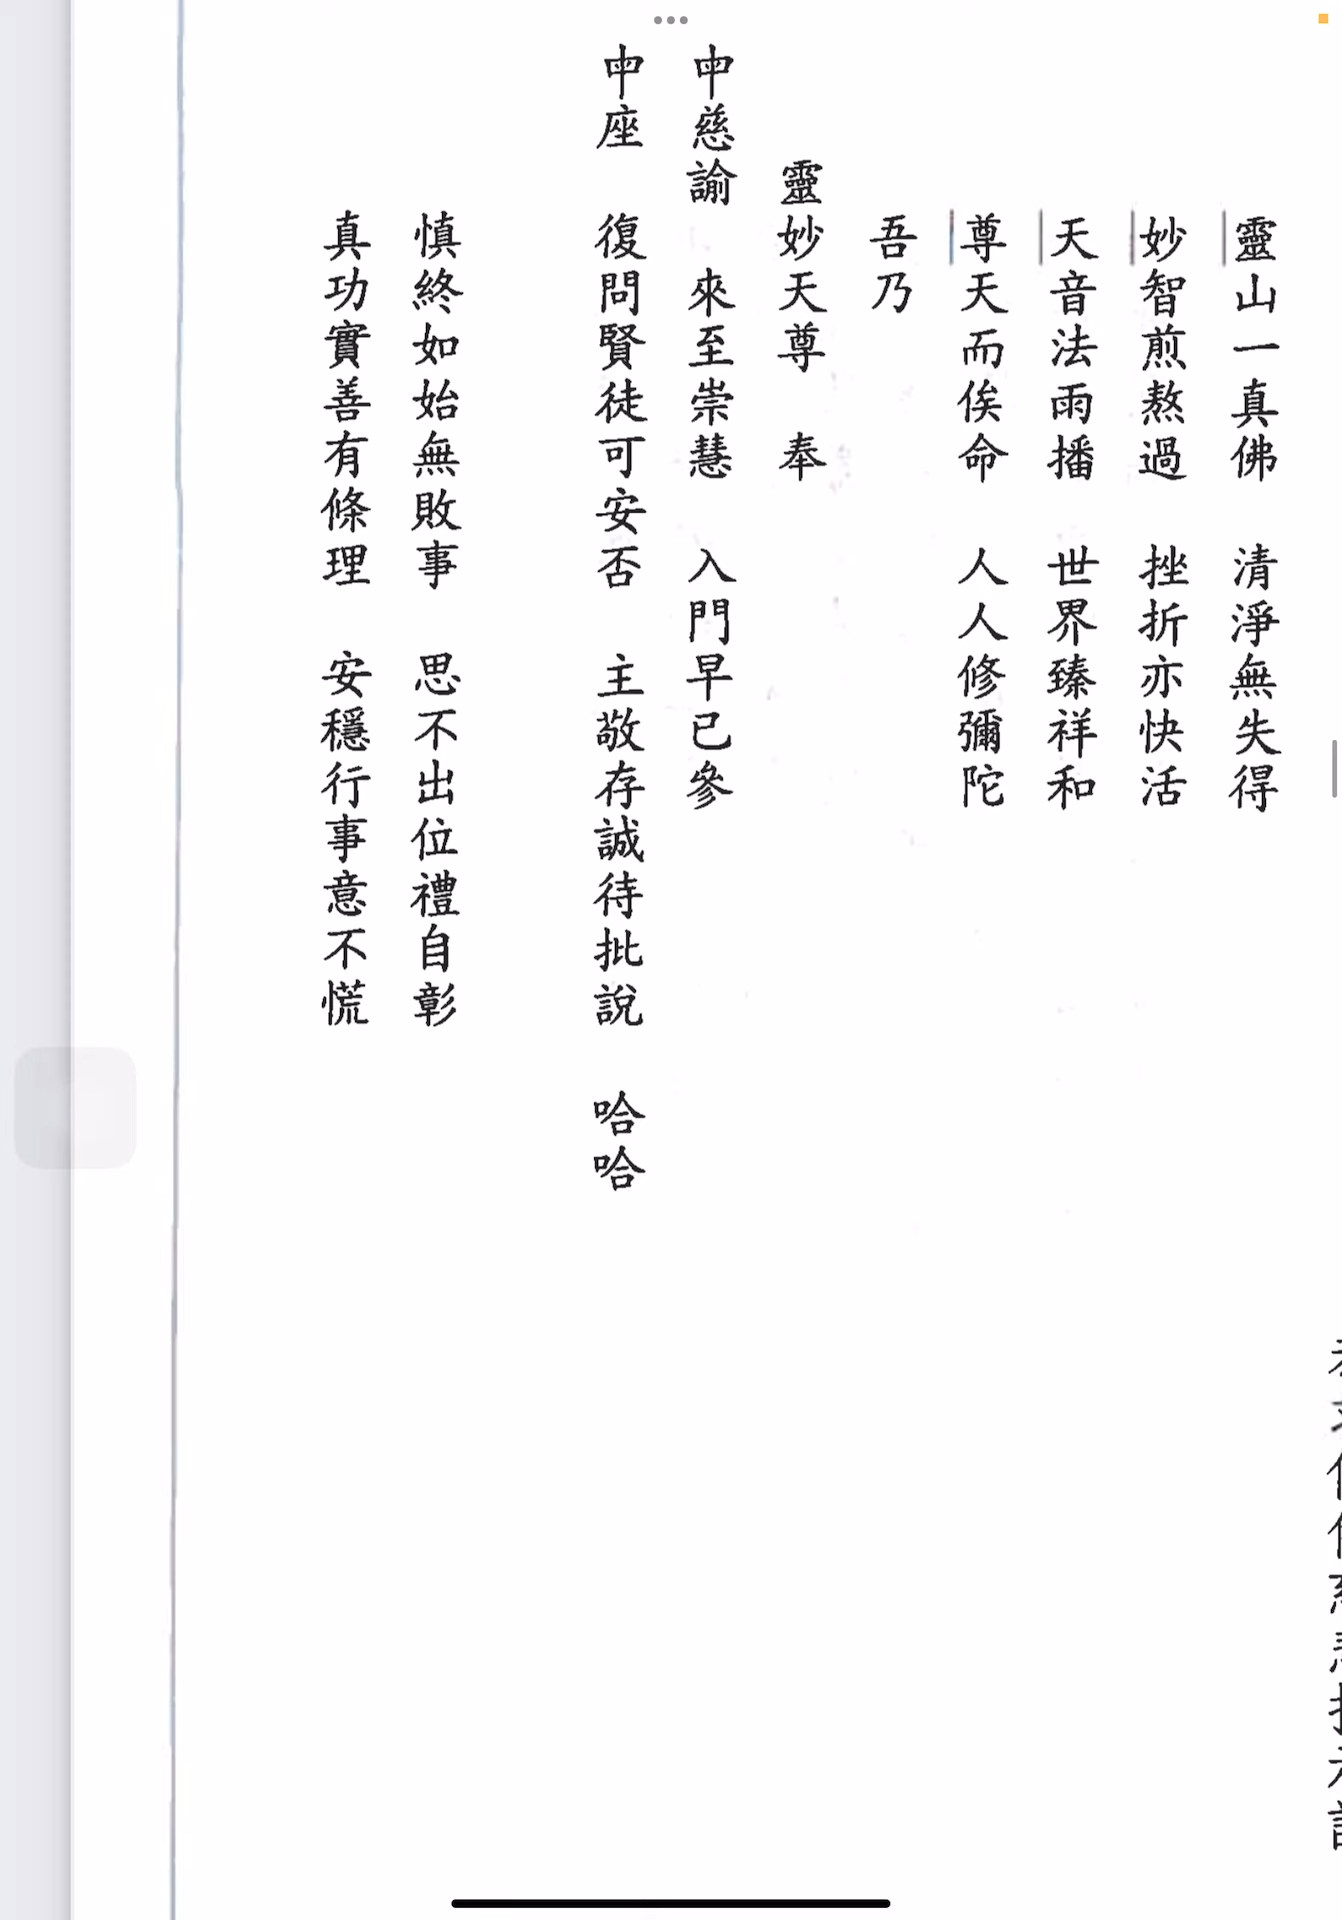 靈山一真佛　清淨無失得
妙智煎熬過　挫折亦快活
天音法雨播　世界臻祥和
尊天而俟命　人人修彌陀
吾乃
靈妙天尊　奉
申慈諭　來至崇慧　入門早已參
申座　復問賢徒可安否　主敬存誠待批說　哈哈
慎終如始無敗事　思不出位禮自彰
真功實善有條理　安穩行事意不慌